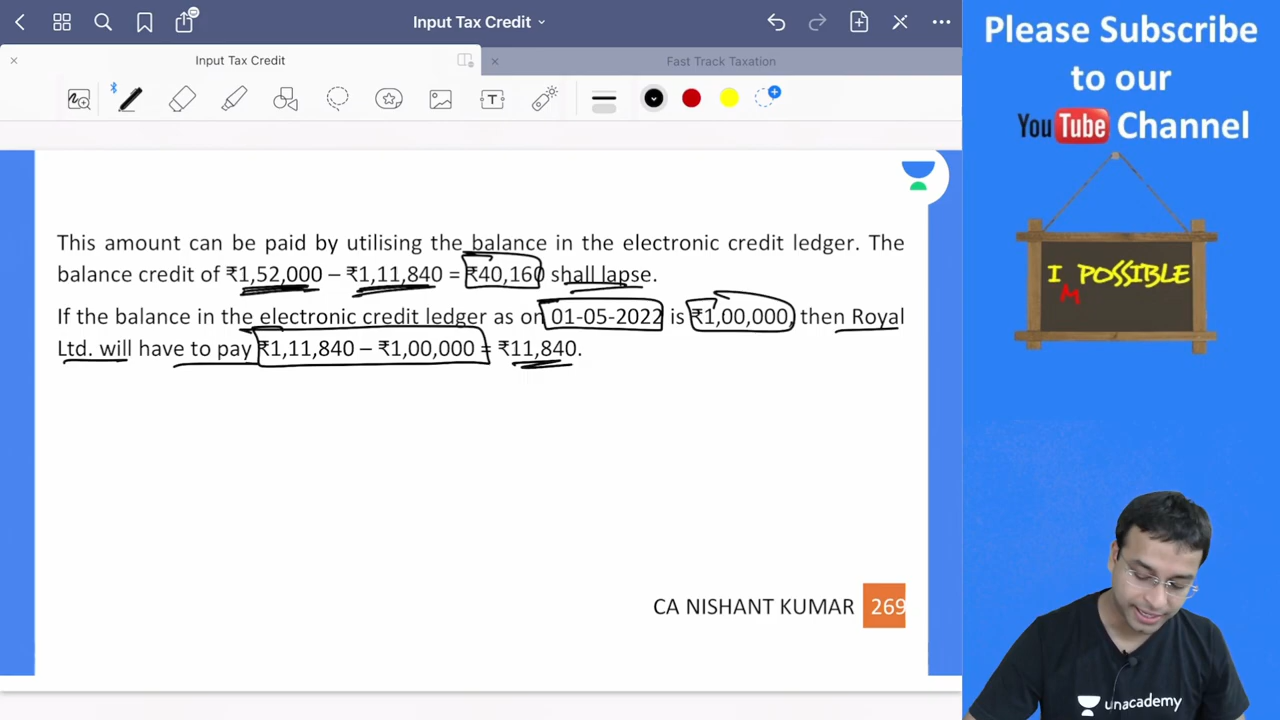 Input Tax Credit
Please Subscribe
to our
YouTube Channel
Input Tax Credit
Fast Track Taxation
T
I POSSIBLE
M
This amount can be paid by utilising the balance in the electronic credit ledger. The
balance credit of ₹1,52,000 – ₹1,11,840 = ₹40,160 shall lapse.
If the balance in the electronic credit ledger as on 01-05-2022 is ₹1,00,000, then Royal
Ltd. will have to pay ₹1,11,840 – ₹1,00,000 = ₹11,840.
CA NISHANT KUMAR 269
unacademy